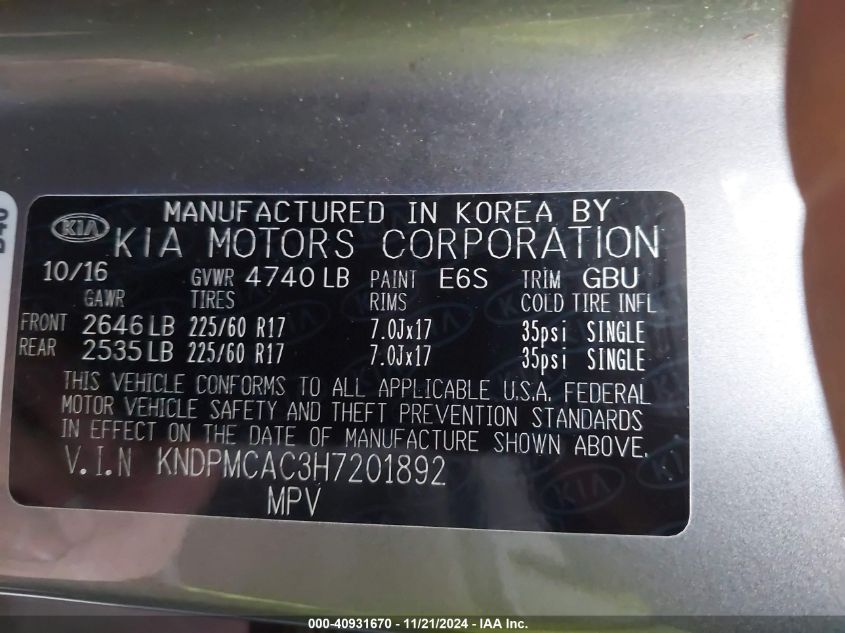 MANUFACTURED IN KOREA BY
KIA KIA MOTORS CORPORATION
10/16 GVWR 4740 LB PAINT E6S TRIM GBU
GAWR TIRES RIMS COLD TIRE INFL
FRONT 2646 LB 225/60 R17 7.0Jx17 35psi SINGLE
REAR 2535 LB 225/60 R17 7.0Jx17 35psi SINGLE
THIS VEHICLE CONFORMS TO ALL APPLICABLE U.S.A. FEDERAL
MOTOR VEHICLE SAFETY AND THEFT PREVENTION STANDARDS
IN EFFECT ON THE DATE OF MANUFACTURE SHOWN ABOVE.
V.I.N KNDPMCAC3H7201892
MPV
000-40931670 - 11/21/2024 - IAA Inc.